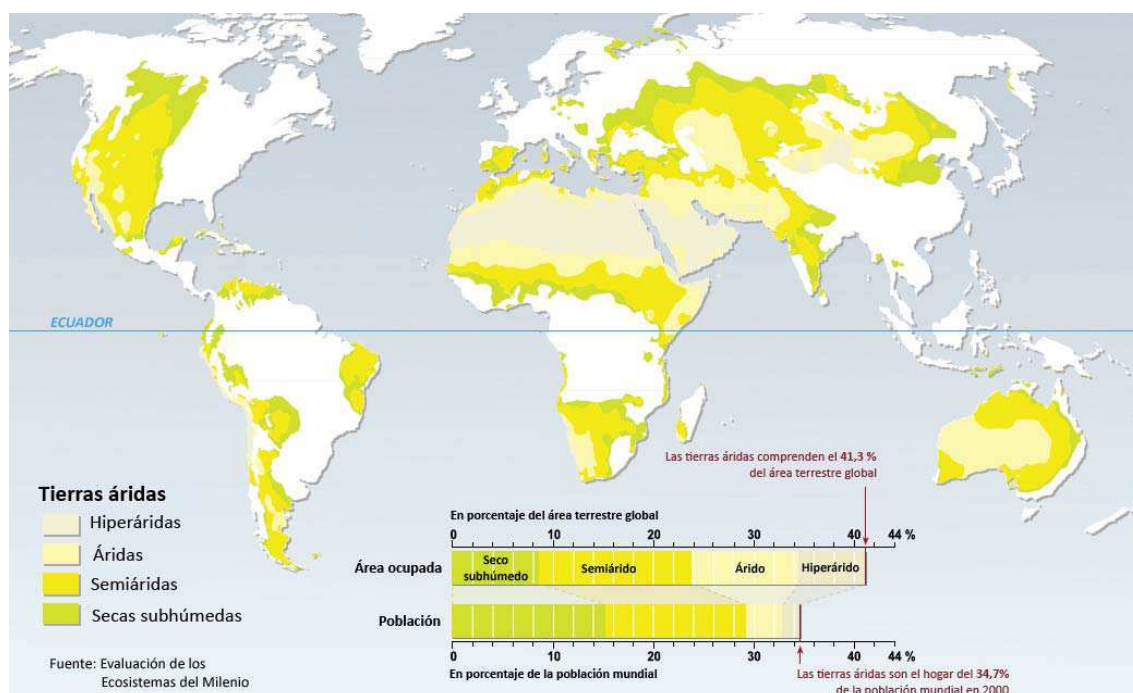 ECUADOR
Las tierras áridas comprenden el 41,3 %
del área terrestre global
Tierras áridas
Hiperáridas
Áridas
Semiáridas
Secas subhúmedas
Fuente: Evaluación de los
Ecosistemas del Milenio
En porcentaje del área terrestre global
0 10 20 30 40 44 %
Área ocupada
Seco
subhúmedo
Semiárido
Árido
Hiperárido
Población
0 10 20 30 40 44 %
En porcentaje de la población mundial
Las tierras áridas son el hogar del 34,7%
de la población mundial en 2000